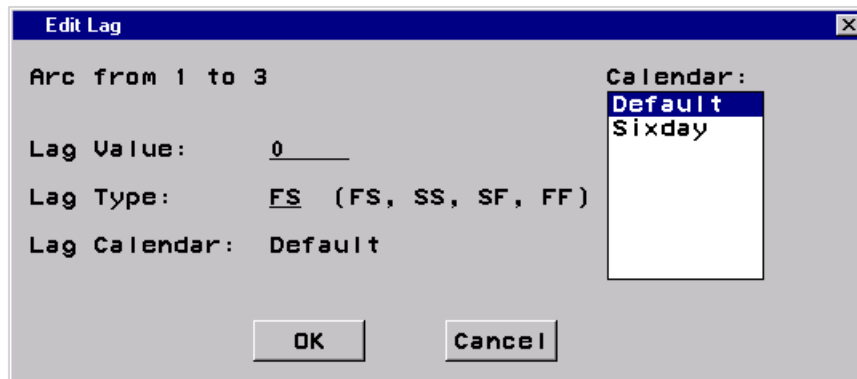 Edit Lag
Arc from 1 to 3
Calendar:
Default
Sixday
Lag Value: 0
Lag Type: FS (FS, SS, SF, FF)
Lag Calendar: Default
OK Cancel